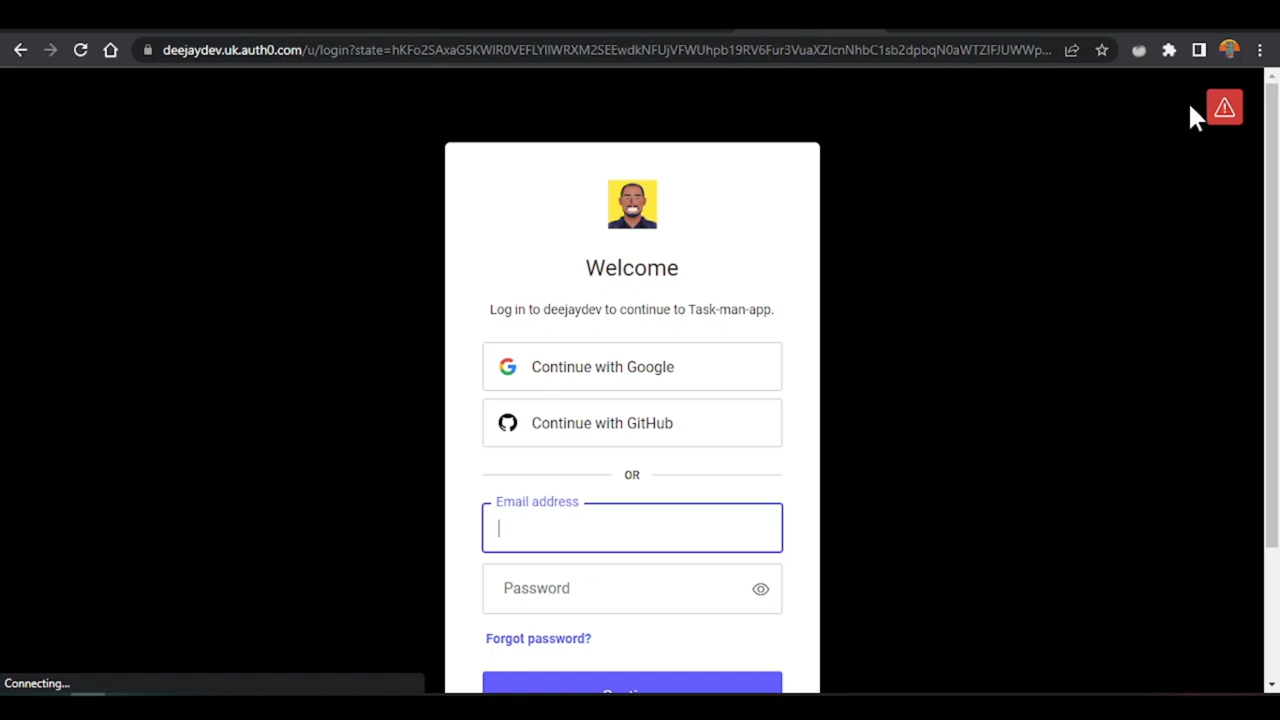 deejaydev.uk.auth0.com/u/login?state=
Welcome
Log in to deejaydev to continue to Task-man-app.
Continue with Google
Continue with GitHub
OR
Email address
Password
Forgot password?
Connecting...